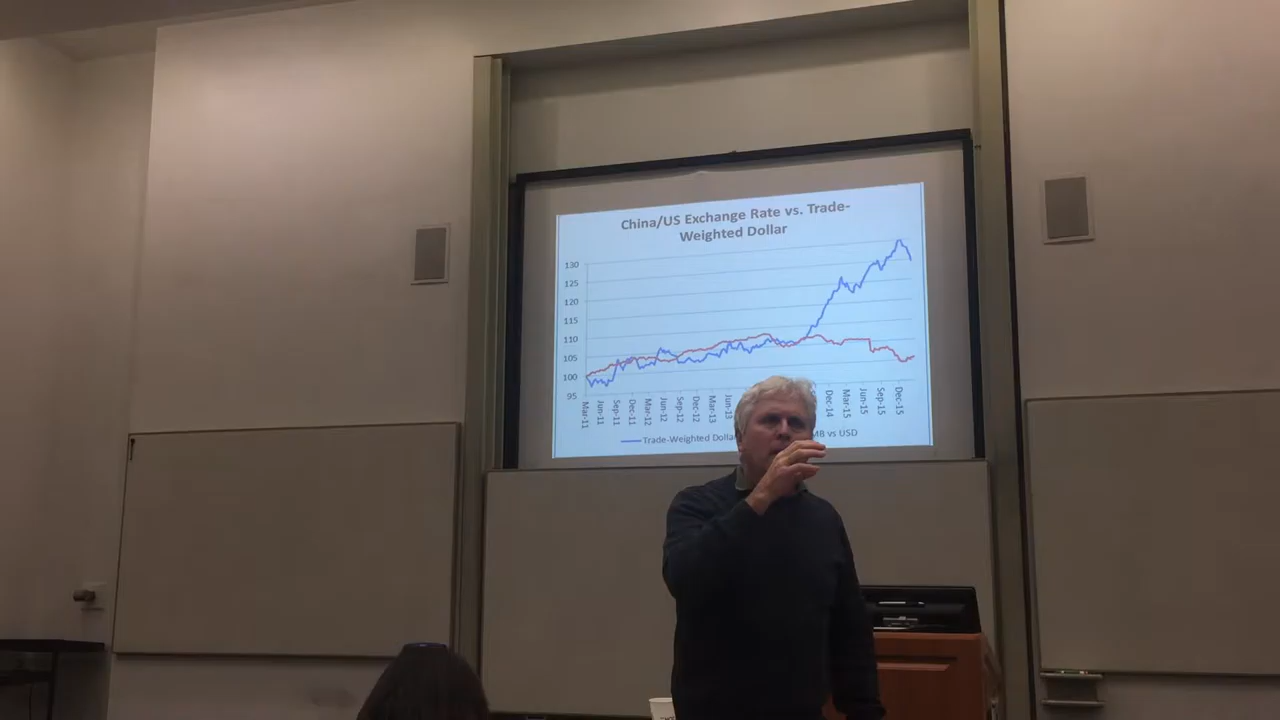 China/US Exchange Rate vs. Trade-
Weighted Dollar
130
125
120
115
110
105
100
95
Mar-11
Jun-11
Sep-11
Dec-11
Mar-12
Jun-12
Sep-12
Dec-12
Mar-13
Jun-13
Dec-14
Mar-15
Jun-15
Sep-15
Dec-15
Trade-Weighted Dollar
vs USD